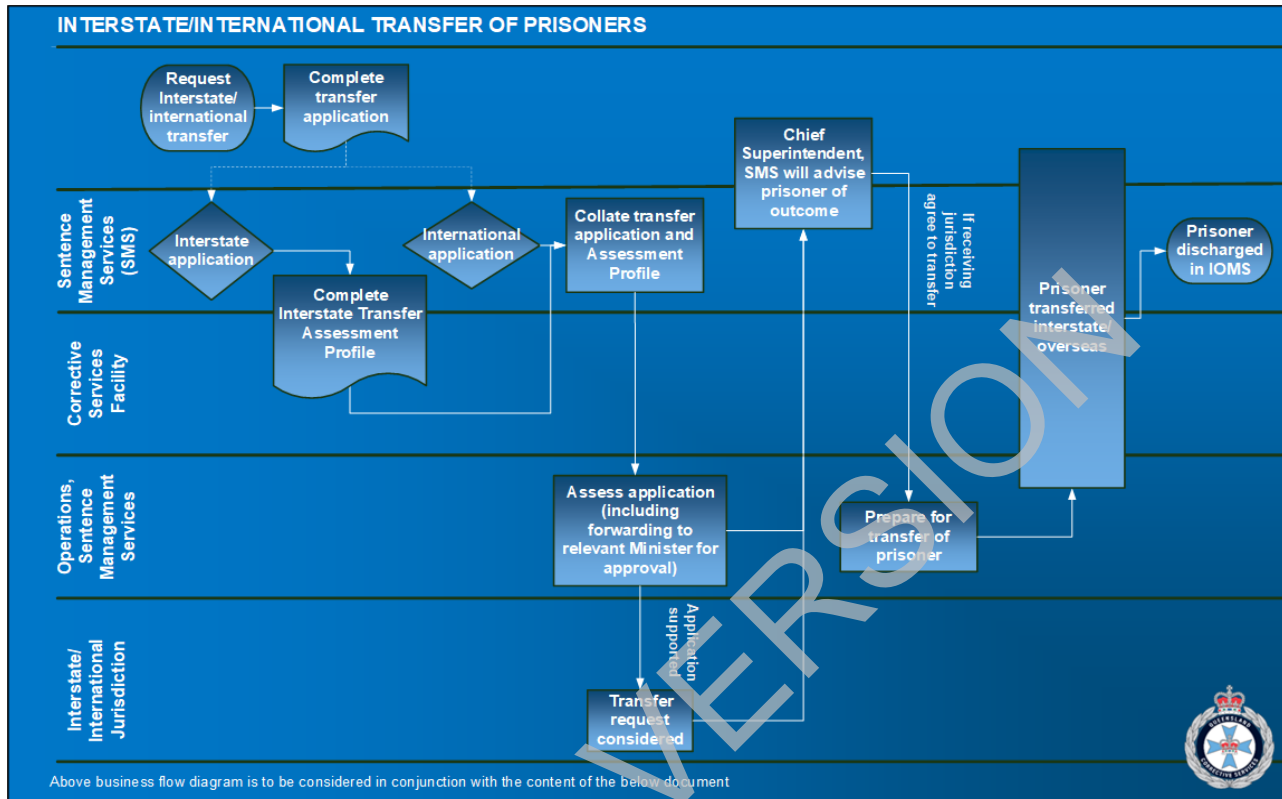 INTERSTATE/INTERNATIONAL TRANSFER OF PRISONERS
Request
Interstate/
international
transfer
Complete
transfer
application
Chief
Superintendent,
SMS will advise
prisoner of
outcome
Sentence
Management
Services
(SMS)
Interstate
application
International
application
Collate transfer
application and
Assessment
Profile
If receiving
jurisdiction
agree to transfer
Prisoner
discharged
in IOMS
Complete
Interstate Transfer
Assessment
Profile
Prisoner
transferred
interstate/
overseas
Corrective
Services
Facility
Operations,
Sentence
Management
Services
Assess application
(including
forwarding to
relevant Minister for
approval)
Prepare for
transfer of
prisoner
Interstate/
International
Jurisdiction
Application
supported
Transfer
request
considered
VERSION
QUEENSLAND
CORRECTIVE SERVICES
Above business flow diagram is to be considered in conjunction with the content of the below document